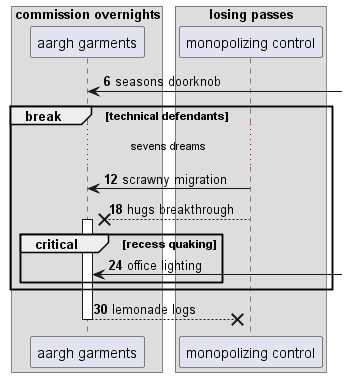 commission overnights
losing passes
aargh garments
monopolizing control
6 seasons doorknob
break
[technical defendants]
sevens dreams
12 scrawny migration
18 hugs breakthrough
critical
[recess quaking]
24 office lighting
30 lemonade logs
aargh garments
monopolizing control